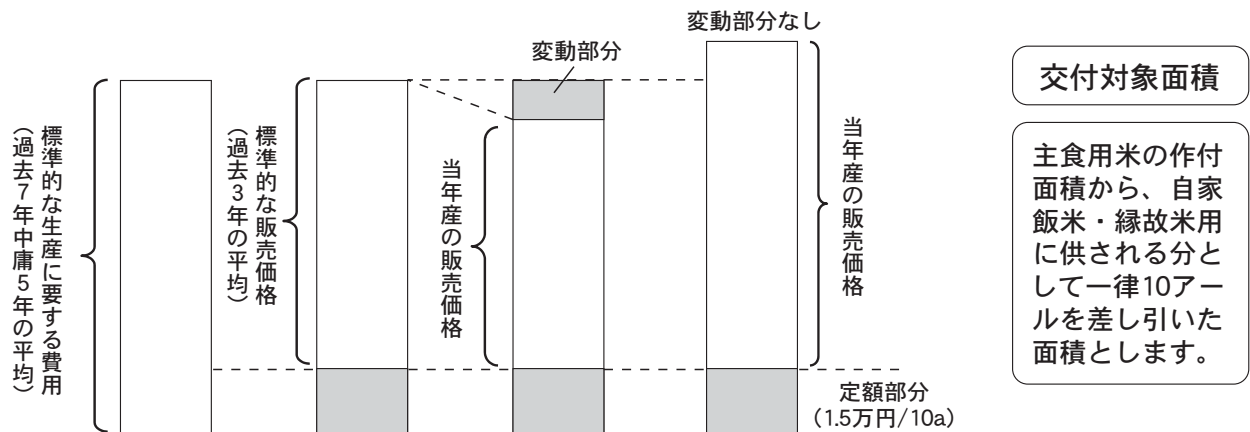 標準的な生産に要する費用
（過去7年中庸5年の平均）
標準的な販売価格
（過去3年の平均）
当年産の販売価格
変動部分
変動部分なし
当年産の販売価格
定額部分
（1.5万円/10a）
交付対象面積
主食用米の作付
面積から、自家
飯米・縁故米用
に供される分と
して一律10アー
ルを差し引いた
面積とします。